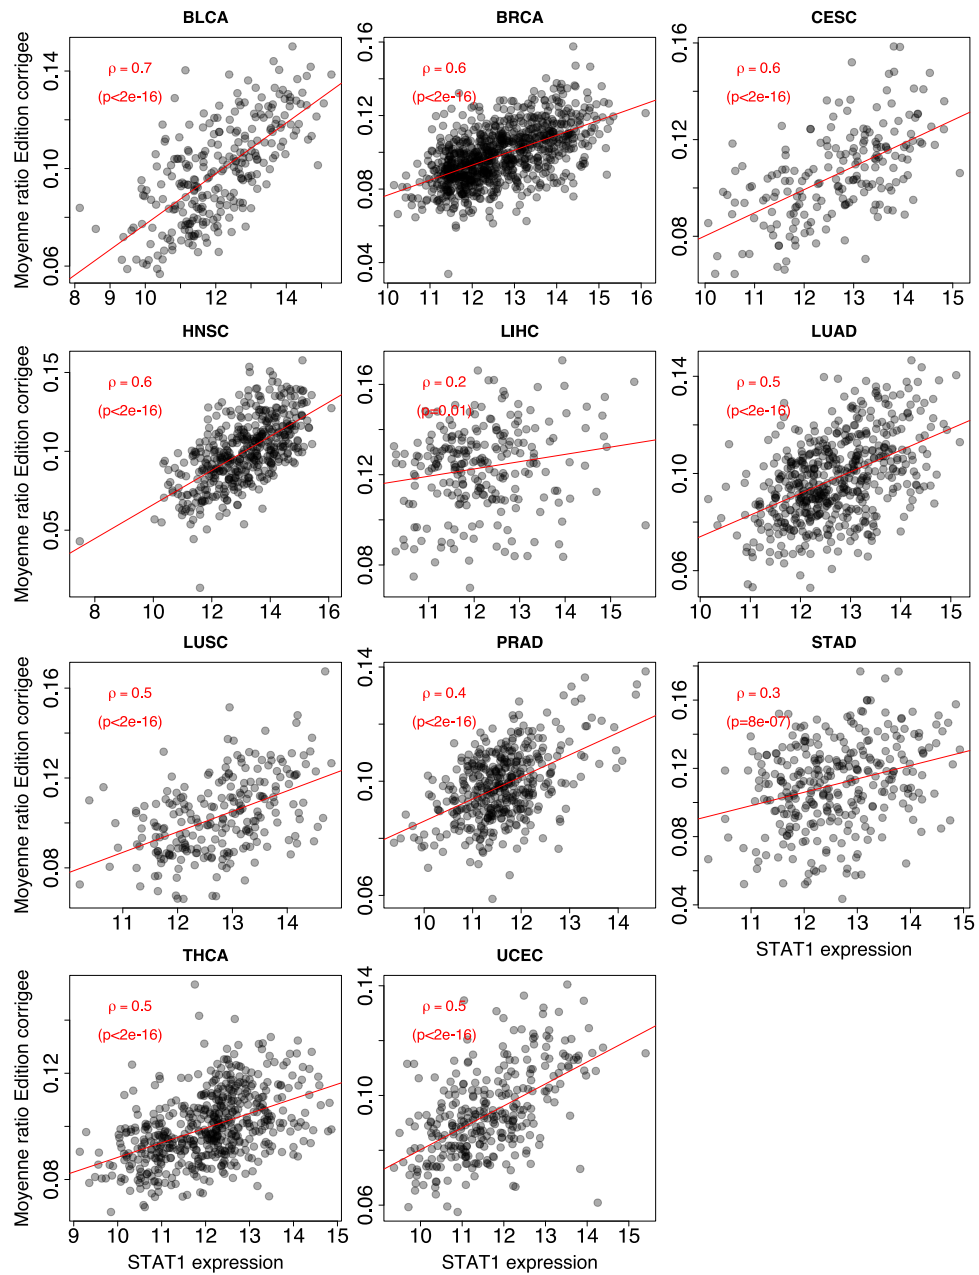 BLCA
Moyenne ratio Edition corrigee
ρ = 0.7
(p<2e-16)
0.06 0.10 0.14
8 9 10 11 12 13 14
BRCA
ρ = 0.6
(p<2e-16)
0.04 0.08 0.12 0.16
10 11 12 13 14 15 16
CESC
ρ = 0.6
(p<2e-16)
0.08 0.12 0.16
10 11 12 13 14 15
HNSC
Moyenne ratio Edition corrigee
ρ = 0.6
(p<2e-16)
0.05 0.10 0.15
8 10 12 14 16
LIHC
ρ = 0.2
(p=0.01)
0.08 0.12 0.16
11 12 13 14 15
LUAD
ρ = 0.5
(p<2e-16)
0.06 0.10 0.14
10 11 12 13 14 15
LUSC
Moyenne ratio Edition corrigee
ρ = 0.5
(p<2e-16)
0.08 0.12 0.16
11 12 13 14
PRAD
ρ = 0.4
(p<2e-16)
0.06 0.10 0.14
10 11 12 13 14
STAD
ρ = 0.3
(p=8e-07)
0.04 0.08 0.12 0.16
11 12 13 14 15
STAT1 expression
THCA
Moyenne ratio Edition corrigee
ρ = 0.5
(p<2e-16)
0.08 0.12
9 10 11 12 13 14 15
STAT1 expression
UCEC
ρ = 0.5
(p<2e-16)
0.06 0.10 0.14
10 11 12 13 14 15
STAT1 expression